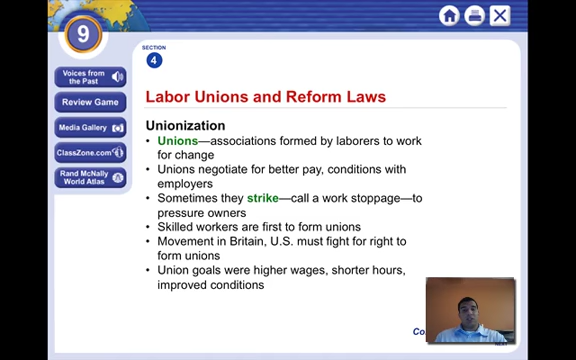 9
SECTION
4
Voices from
the Past
Review Game
Media Gallery
ClassZone.com
Rand McNally
World Atlas
Labor Unions and Reform Laws
Unionization
• Unions—associations formed by laborers to work
for change
• Unions negotiate for better pay, conditions with
employers
• Sometimes they strike—call a work stoppage—to
pressure owners
• Skilled workers are first to form unions
• Movement in Britain, U.S. must fight for right to
form unions
• Union goals were higher wages, shorter hours,
improved conditions